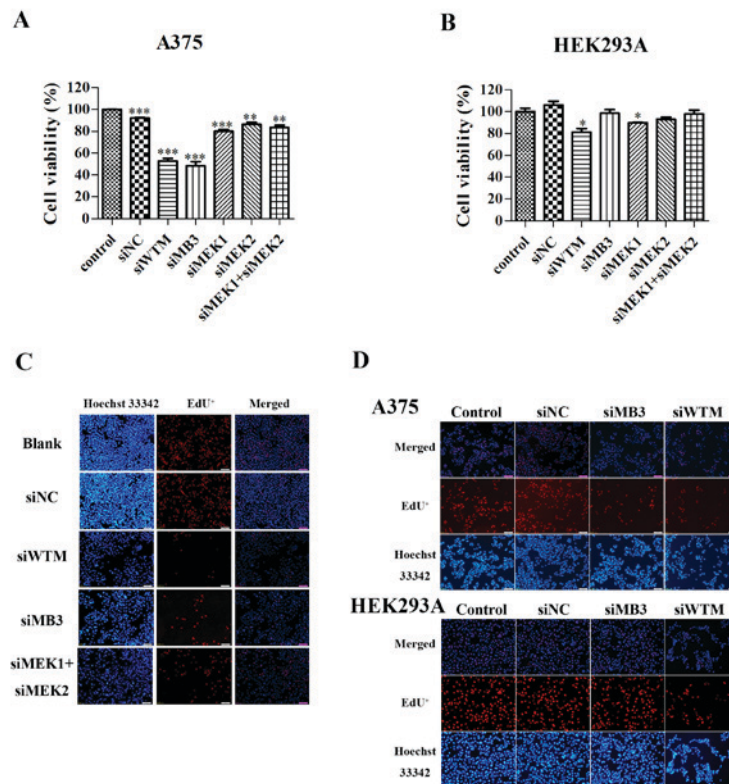 A
A375
Cell viability (%)
120
100
80
60
40
20
0
***
***
***
***
**
**
control
siNC
siWTM
siMB3
siMEK1
siMEK2
siMEK1+siMEK2
B
HEK293A
Cell viability (%)
120
100
80
60
40
20
0
*
*
control
siNC
siWTM
siMB3
siMEK1
siMEK2
siMEK1+siMEK2
C
Hoechst 33342 EdU⁺ Merged
Blank
siNC
siWTM
siMB3
siMEK1+
siMEK2
D
A375
Control siNC siMB3 siWTM
Merged
EdU⁺
Hoechst
33342
HEK293A
Control siNC siMB3 siWTM
Merged
EdU⁺
Hoechst
33342